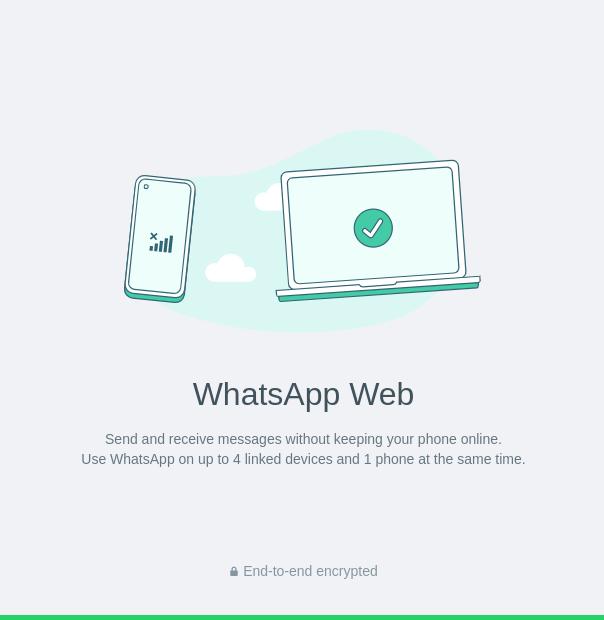 WhatsApp Web
Send and receive messages without keeping your phone online.
Use WhatsApp on up to 4 linked devices and 1 phone at the same time.
End-to-end encrypted